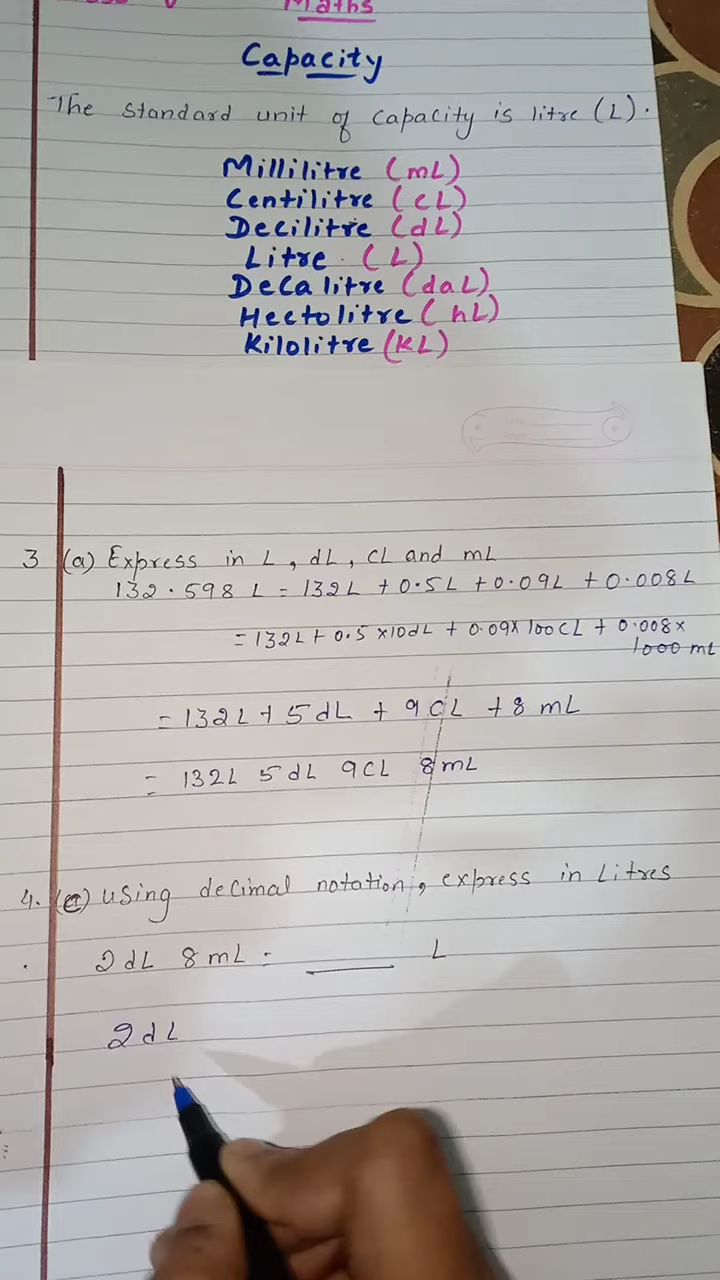 Maths
Capacity
The standard unit of capacity is litre (L).
Millilitre (mL)
Centilitre (cL)
Decilitre (dL)
Litre (L)
Decalitre (daL)
Hectolitre (hL)
Kilolitre (KL)
3 (a) Express in L, dL, CL and mL
132.598 L = 132L + 0.5L + 0.09L + 0.008L
= 132L + 0.5 x10dL + 0.09x 100CL + 0.008x
1000 mL
= 132L + 5 dL + 9 CL + 8 mL
= 132L 5 dL 9CL 8mL
4. (e) Using decimal notation, express in Litres
2 dL 8 mL = ____ L
2 dL